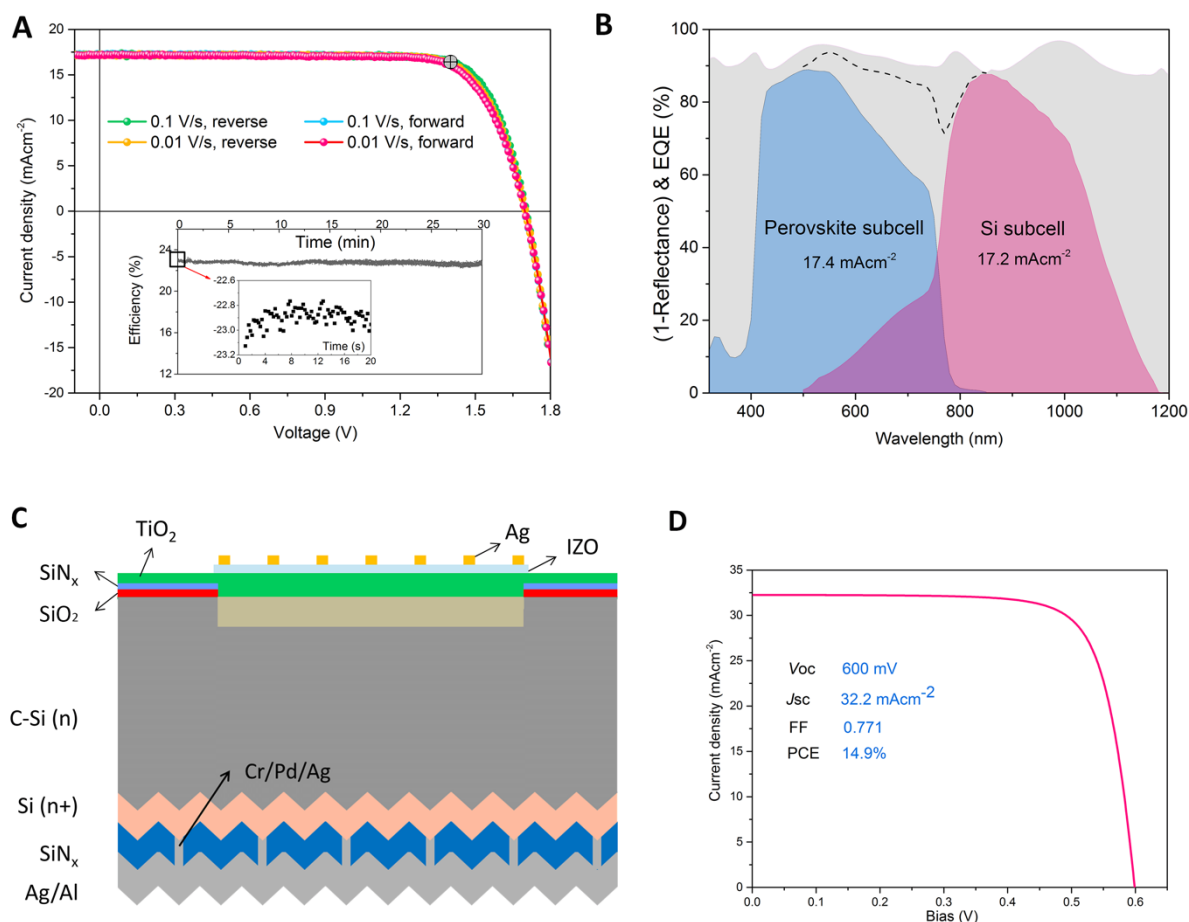 A
20
15
10
5
0
-5
-10
-15
-20
Current density (mAcm-2)
0.1 V/s, reverse
0.1 V/s, forward
0.01 V/s, reverse
0.01 V/s, forward
0 5 10 15 20 25 30
Time (min)
24
20
16
12
Efficiency (%)
-22.6
-22.8
-23.0
-23.2
Time (s)
0 4 8 12 16 20
0.0 0.3 0.6 0.9 1.2 1.5 1.8
Voltage (V)
B
100
80
60
40
20
0
(1-Reflectance) & EQE (%)
Perovskite subcell
17.4 mAcm-2
Si subcell
17.2 mAcm-2
400 600 800 1000 1200
Wavelength (nm)
C
TiO2
Ag
IZO
SiNx
SiO2
C-Si (n)
Cr/Pd/Ag
Si (n+)
SiNx
Ag/Al
D
35
30
25
20
15
10
5
0
Current density (mAcm-2)
Voc 600 mV
Jsc 32.2 mAcm-2
FF 0.771
PCE 14.9%
0.0 0.1 0.2 0.3 0.4 0.5 0.6
Bias (V)